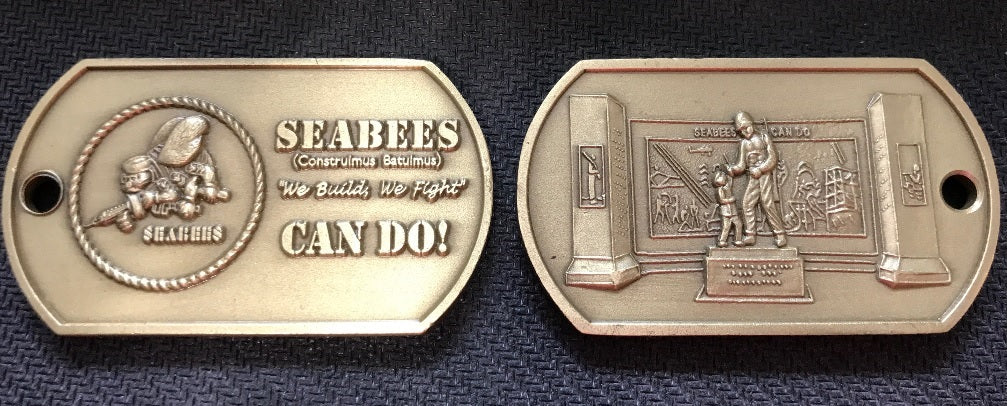 SEABEES
SEABEES
(Construimus Batuimus)
"We Build, We Fight"
CAN DO!
SEABEES CAN DO